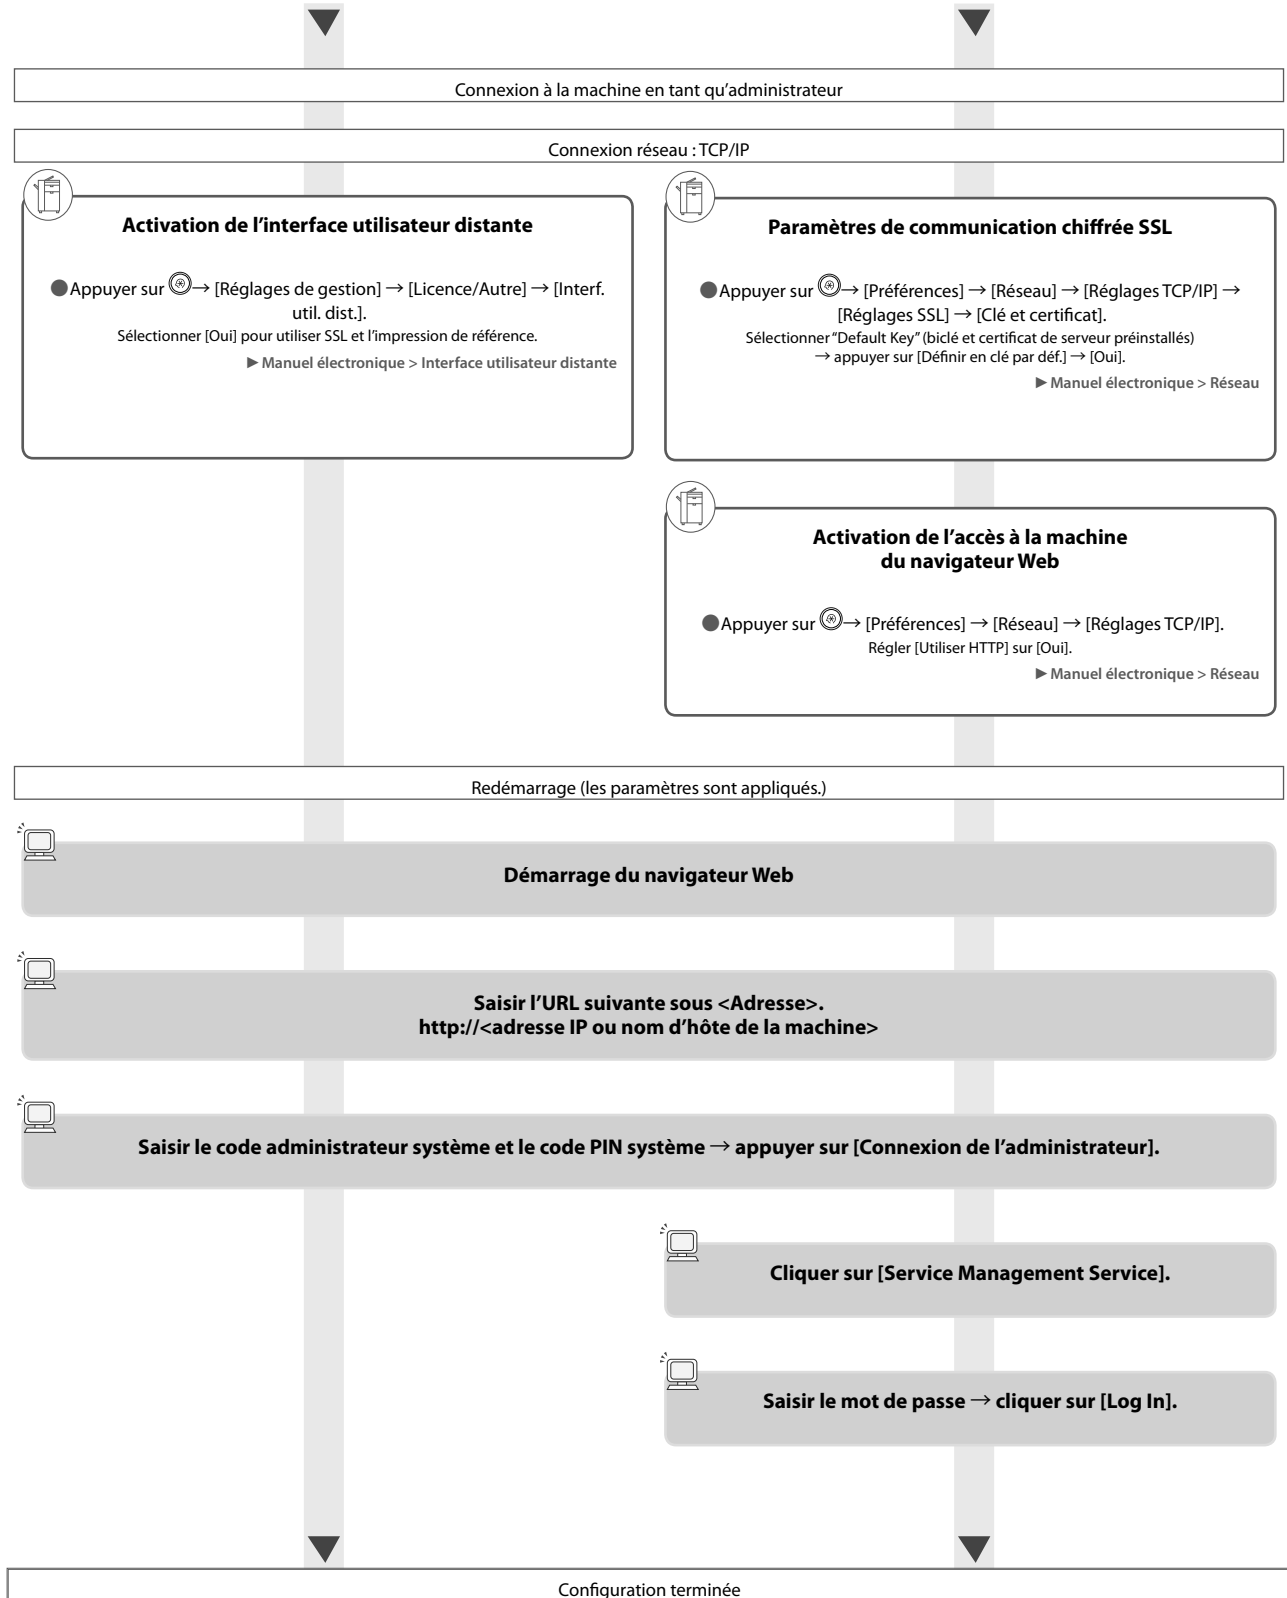 Connexion à la machine en tant qu'administrateur
Connexion réseau : TCP/IP
Activation de l'interface utilisateur distante
●Appuyer sur → [Réglages de gestion] → [Licence/Autre] → [Interf.
util. dist.].
Sélectionner [Oui] pour utiliser SSL et l'impression de référence.
►Manuel électronique > Interface utilisateur distante
Paramètres de communication chiffrée SSL
●Appuyer sur → [Préférences] → [Réseau] → [Réglages TCP/IP] →
[Réglages SSL] → [Clé et certificat].
Sélectionner “Default Key” (biclé et certificat de serveur préinstallés)
→ appuyer sur [Définir en clé par déf.] → [Oui].
►Manuel électronique > Réseau
Activation de l'accès à la machine
du navigateur Web
●Appuyer sur → [Préférences] → [Réseau] → [Réglages TCP/IP].
Régler [Utiliser HTTP] sur [Oui].
►Manuel électronique > Réseau
Redémarrage (les paramètres sont appliqués.)
Démarrage du navigateur Web
Saisir l'URL suivante sous <Adresse>.
http://<adresse IP ou nom d'hôte de la machine>
Saisir le code administrateur système et le code PIN système → appuyer sur [Connexion de l'administrateur].
Cliquer sur [Service Management Service].
Saisir le mot de passe → cliquer sur [Log In].
Configuration terminée